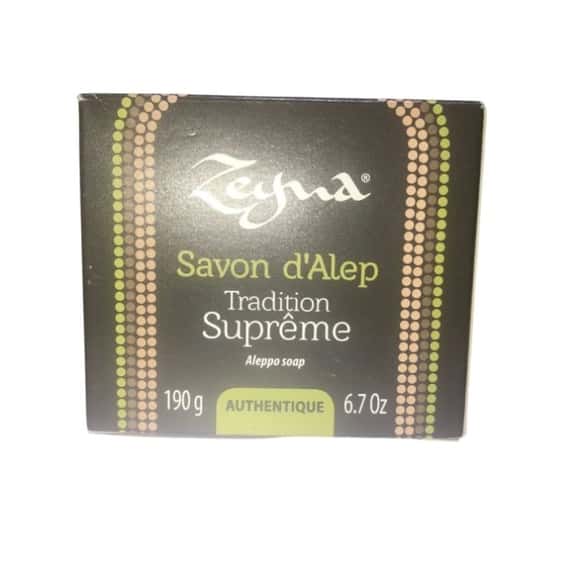 Zeyna®
Savon d'Alep
Tradition
Suprême
Aleppo soap
190 g AUTHENTIQUE 6.7 Oz